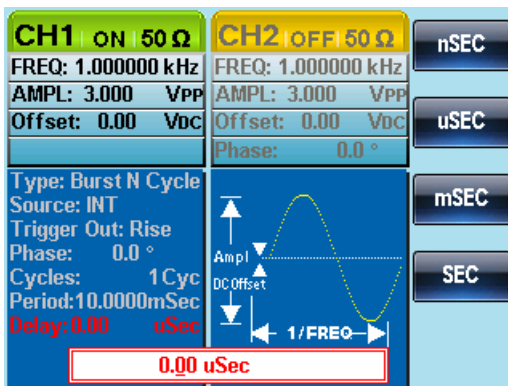 CH1 ON 50 Ω
FREQ: 1.000000 kHz
AMPL: 3.000 VPP
Offset: 0.00 VDC
CH2 OFF 50 Ω
FREQ: 1.000000 kHz
AMPL: 3.000 VPP
Offset: 0.00 VDC
Phase: 0.0 °
Type: Burst N Cycle
Source: INT
Trigger Out: Rise
Phase: 0.0 °
Cycles: 1 Cyc
Period:10.0000mSec
Delay:0.00 uSec
Ampl
DC Offset
1/FREQ
0.00 uSec
nSEC
uSEC
mSEC
SEC